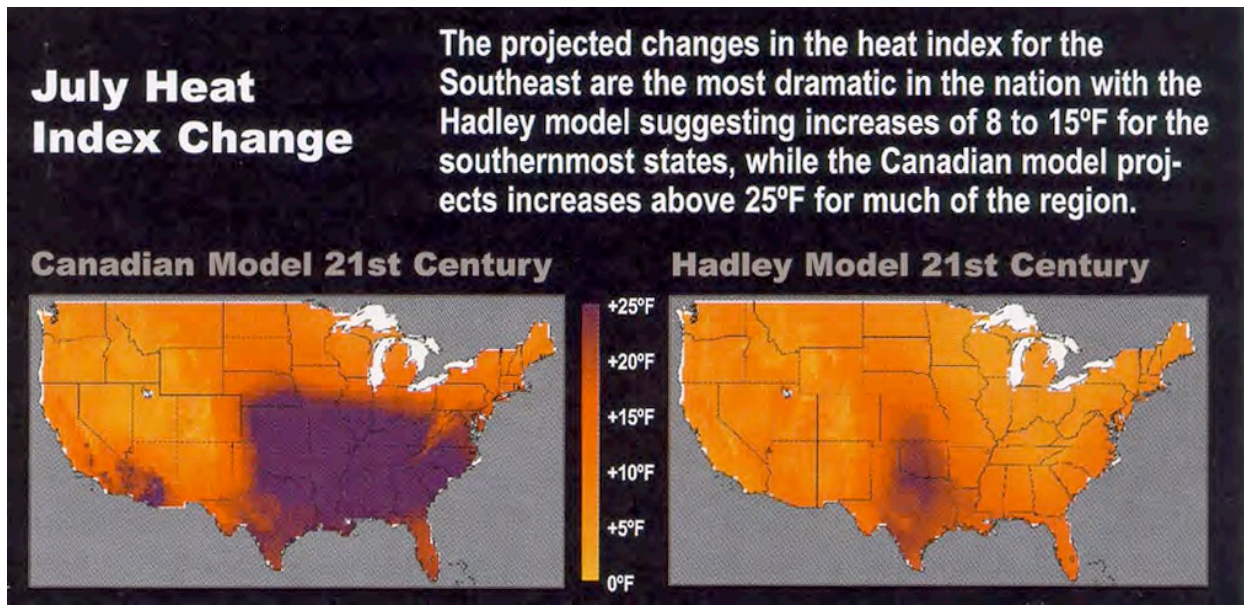 July Heat
Index Change
The projected changes in the heat index for the
Southeast are the most dramatic in the nation with the
Hadley model suggesting increases of 8 to 15ºF for the
southernmost states, while the Canadian model proj-
ects increases above 25ºF for much of the region.
Canadian Model 21st Century
Hadley Model 21st Century
+25ºF
+20ºF
+15ºF
+10ºF
+5ºF
0ºF